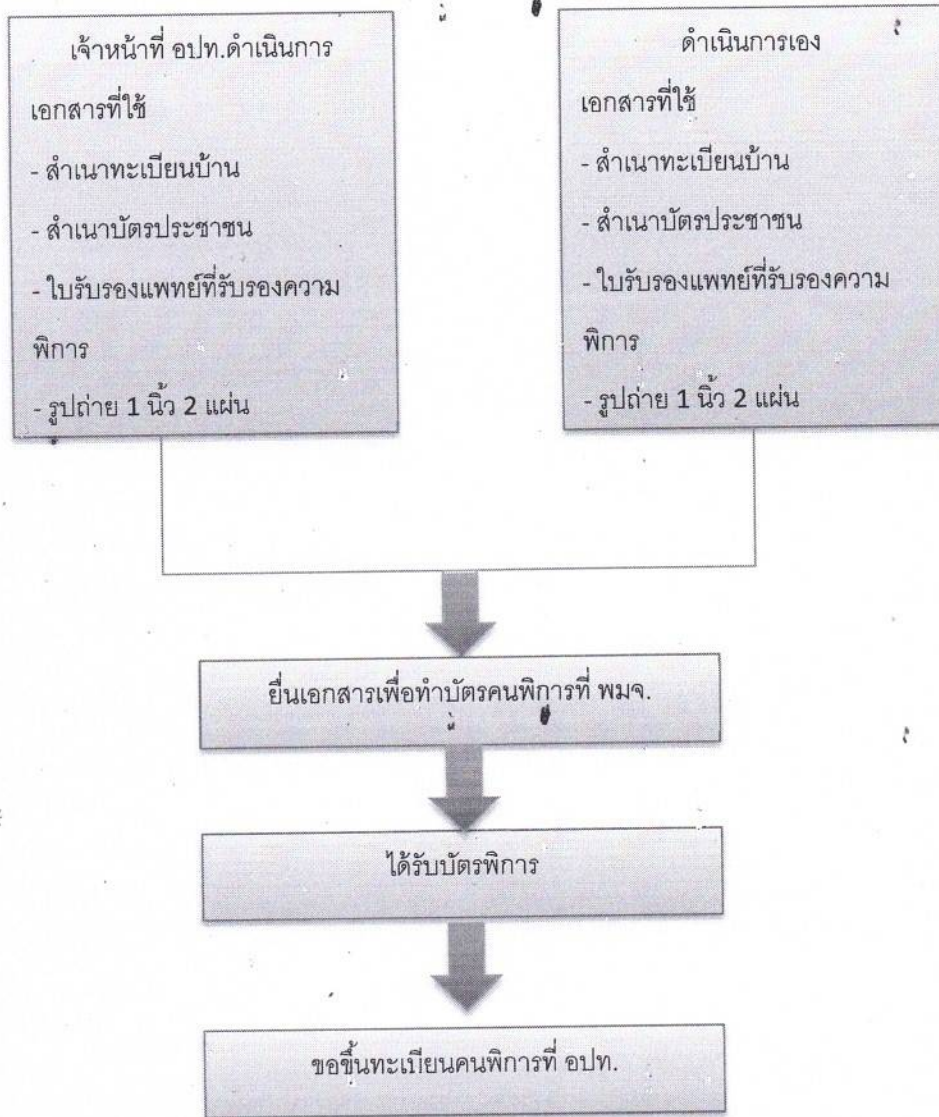 เจ้าหน้าที่ อปท.ดำเนินการ
เอกสารที่ใช้
- สำเนาทะเบียนบ้าน
- สำเนาบัตรประชาชน
- ใบรับรองแพทย์ที่รับรองความ
พิการ
- รูปถ่าย 1 นิ้ว 2 แผ่น
ดำเนินการเอง
เอกสารที่ใช้
- สำเนาทะเบียนบ้าน
- สำเนาบัตรประชาชน
- ใบรับรองแพทย์ที่รับรองความ
พิการ
- รูปถ่าย 1 นิ้ว 2 แผ่น
ยื่นเอกสารเพื่อทำบัตรคนพิการที่ พมจ.
ได้รับบัตรพิการ
ขอขึ้นทะเบียนคนพิการที่ อปท.